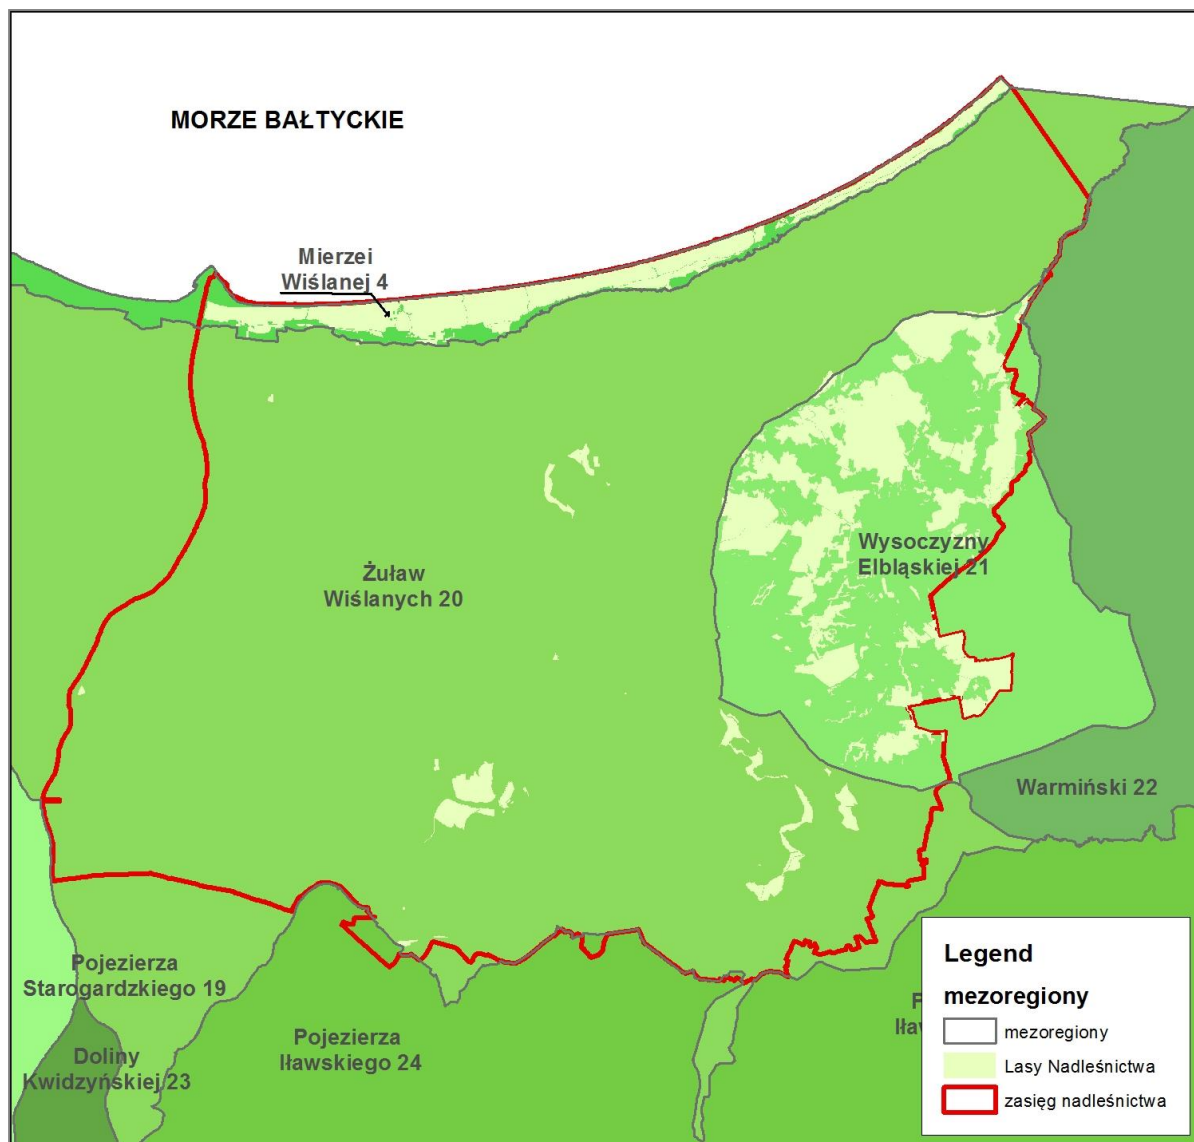 MORZE BAŁTYCKIE
Mierzei
Wiślanej 4
Wysoczyzny
Elbląskiej 21
Żuław
Wiślanych 20
Warmiński 22
Pojezierza
Starogardzkiego 19
Pojezierza
Iławskiego 24
Doliny
Kwidzyńskiej 23
Legend
mezoregiony
mezoregiony
Lasy Nadleśnictwa
zasięg nadleśnictwa